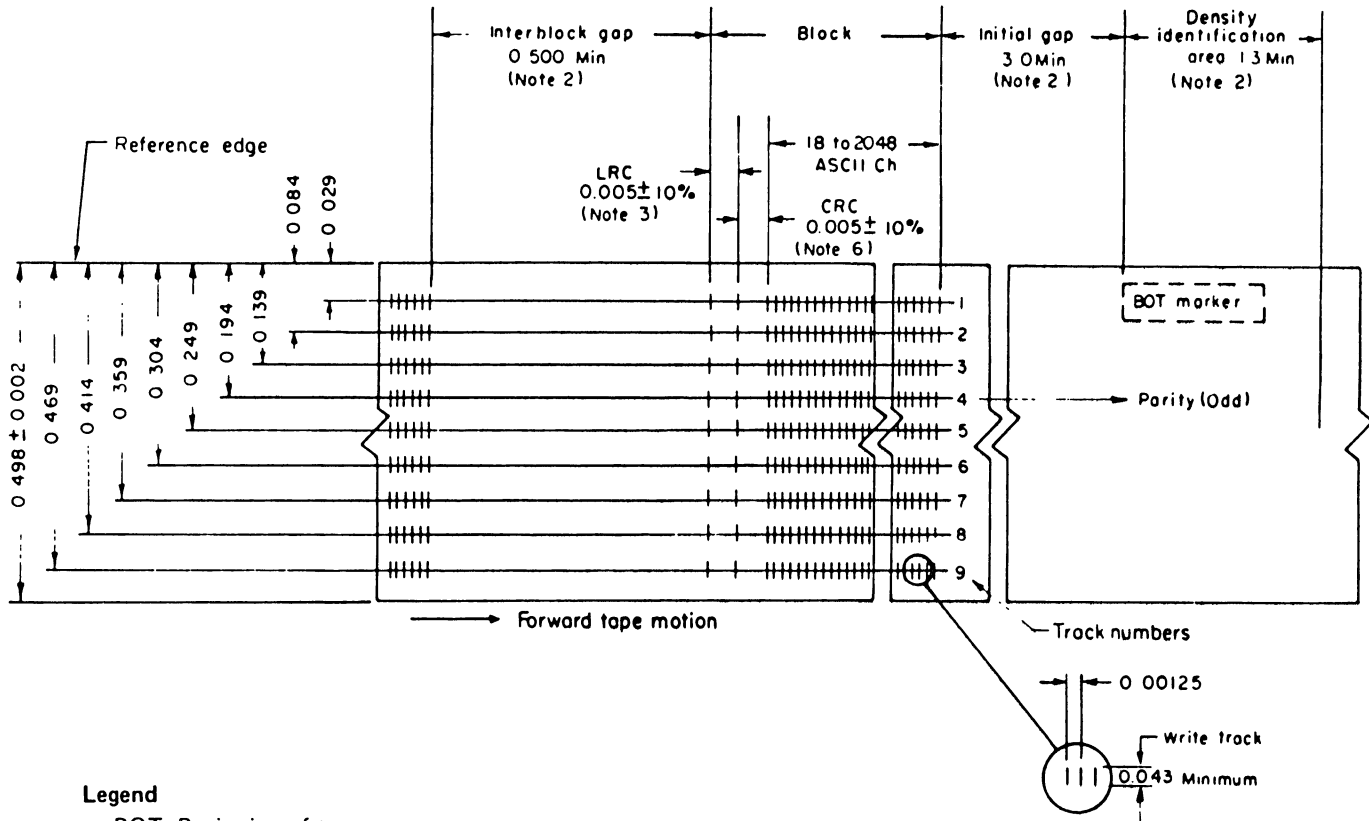 Interblock gap
0 500 Min
(Note 2)
Block
Initial gap
3 0 Min
(Note 2)
Density
identification
area 1 3 Min
(Note 2)
Reference edge
18 to 2048
ASCII Ch
LRC
0.005± 10%
(Note 3)
CRC
0.005± 10%
(Note 6)
0 084
0 029
0 498 ± 0 002
0 469
0 414
0 359
0 304
0 249
0 194
0 139
1
2
3
4
5
6
7
8
9
BOT marker
Parity (Odd)
Forward tape motion
Track numbers
0 00125
Write track
0.043 Minimum
Legend